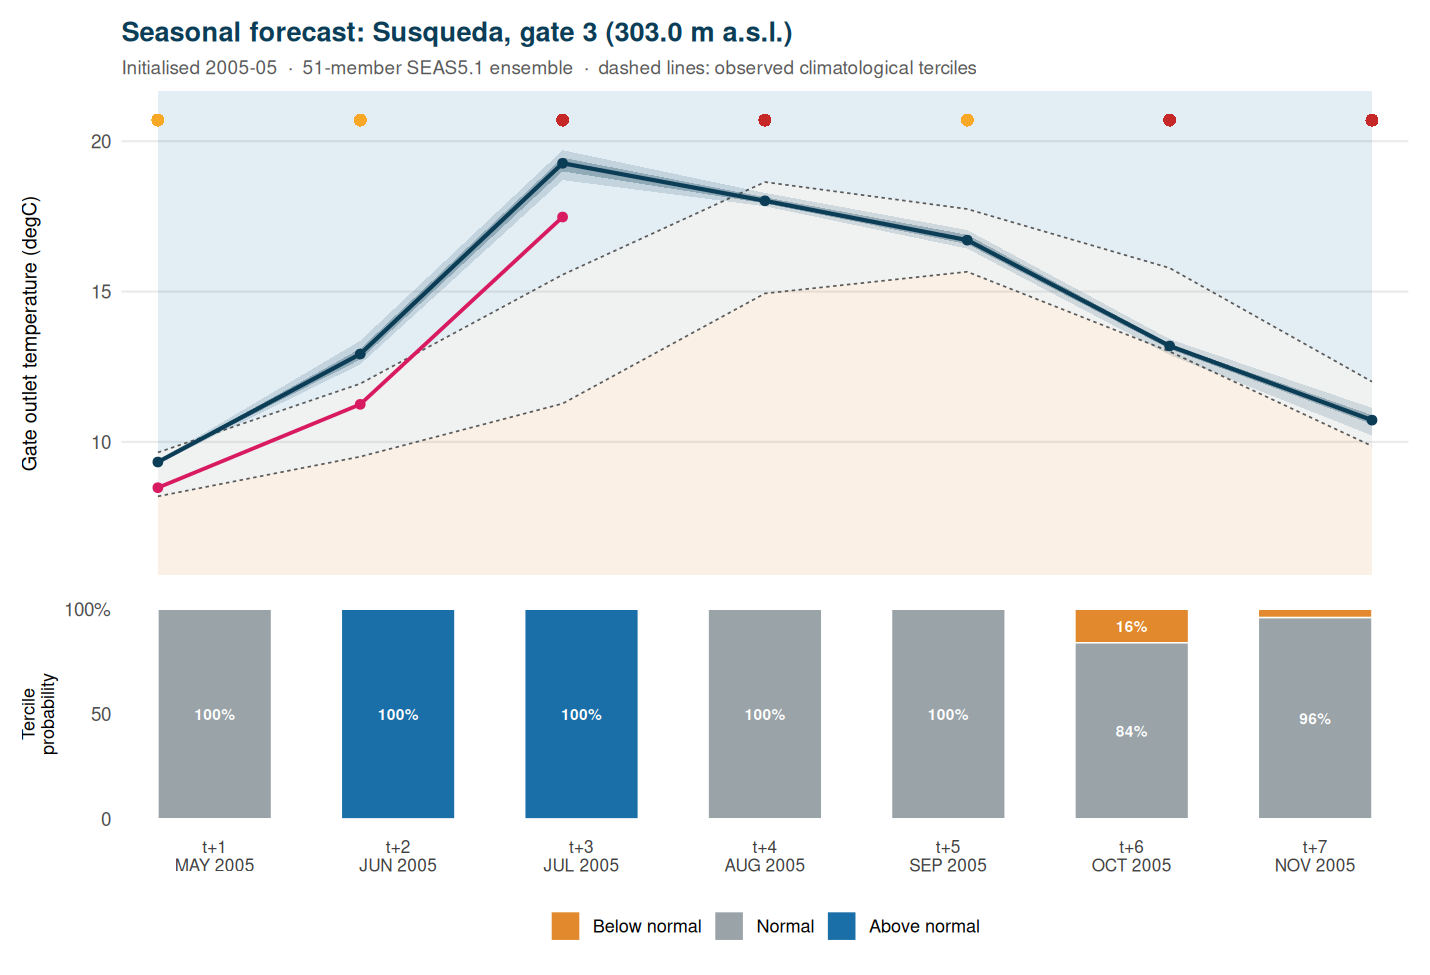 Seasonal forecast: Susqueda, gate 3 (303.0 m a.s.l.)
Initialised 2005-05 · 51-member SEAS5.1 ensemble · dashed lines: observed climatological terciles
Gate outlet temperature (degC)
20
15
10
Tercile
probability
100%
50
0
100%
100%
100%
100%
100%
16%
84%
96%
t+1
MAY 2005
t+2
JUN 2005
t+3
JUL 2005
t+4
AUG 2005
t+5
SEP 2005
t+6
OCT 2005
t+7
NOV 2005
Below normal
Normal
Above normal